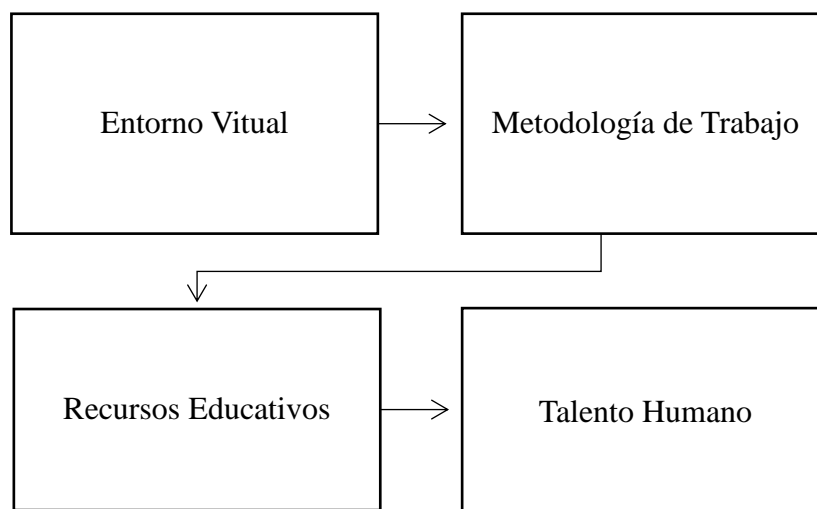 Entorno Vitual
Metodología de Trabajo
Recursos Educativos
Talento Humano